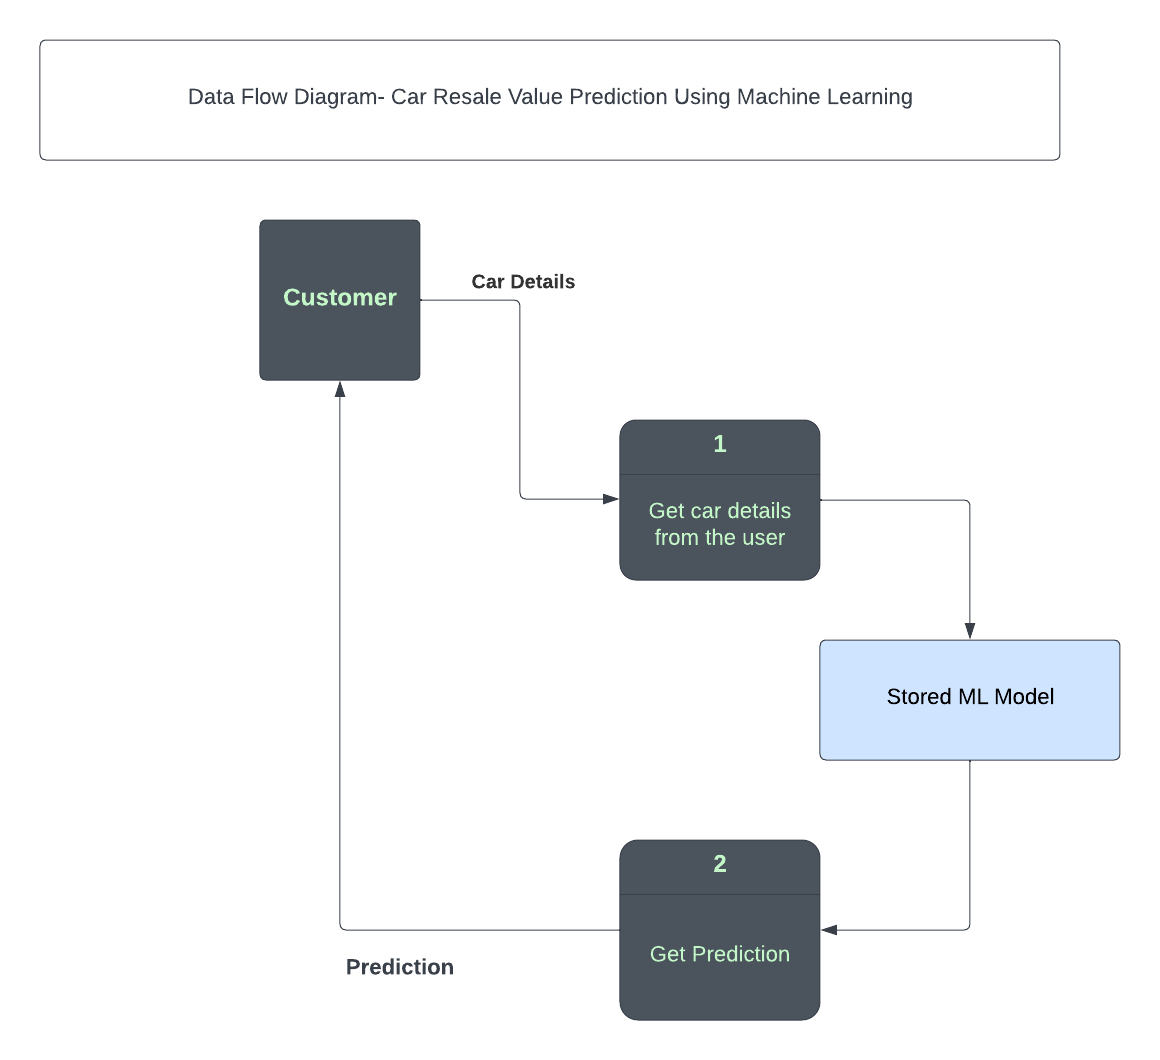 Data Flow Diagram- Car Resale Value Prediction Using Machine Learning
Customer
Car Details
1
Get car details
from the user
Stored ML Model
2
Get Prediction
Prediction